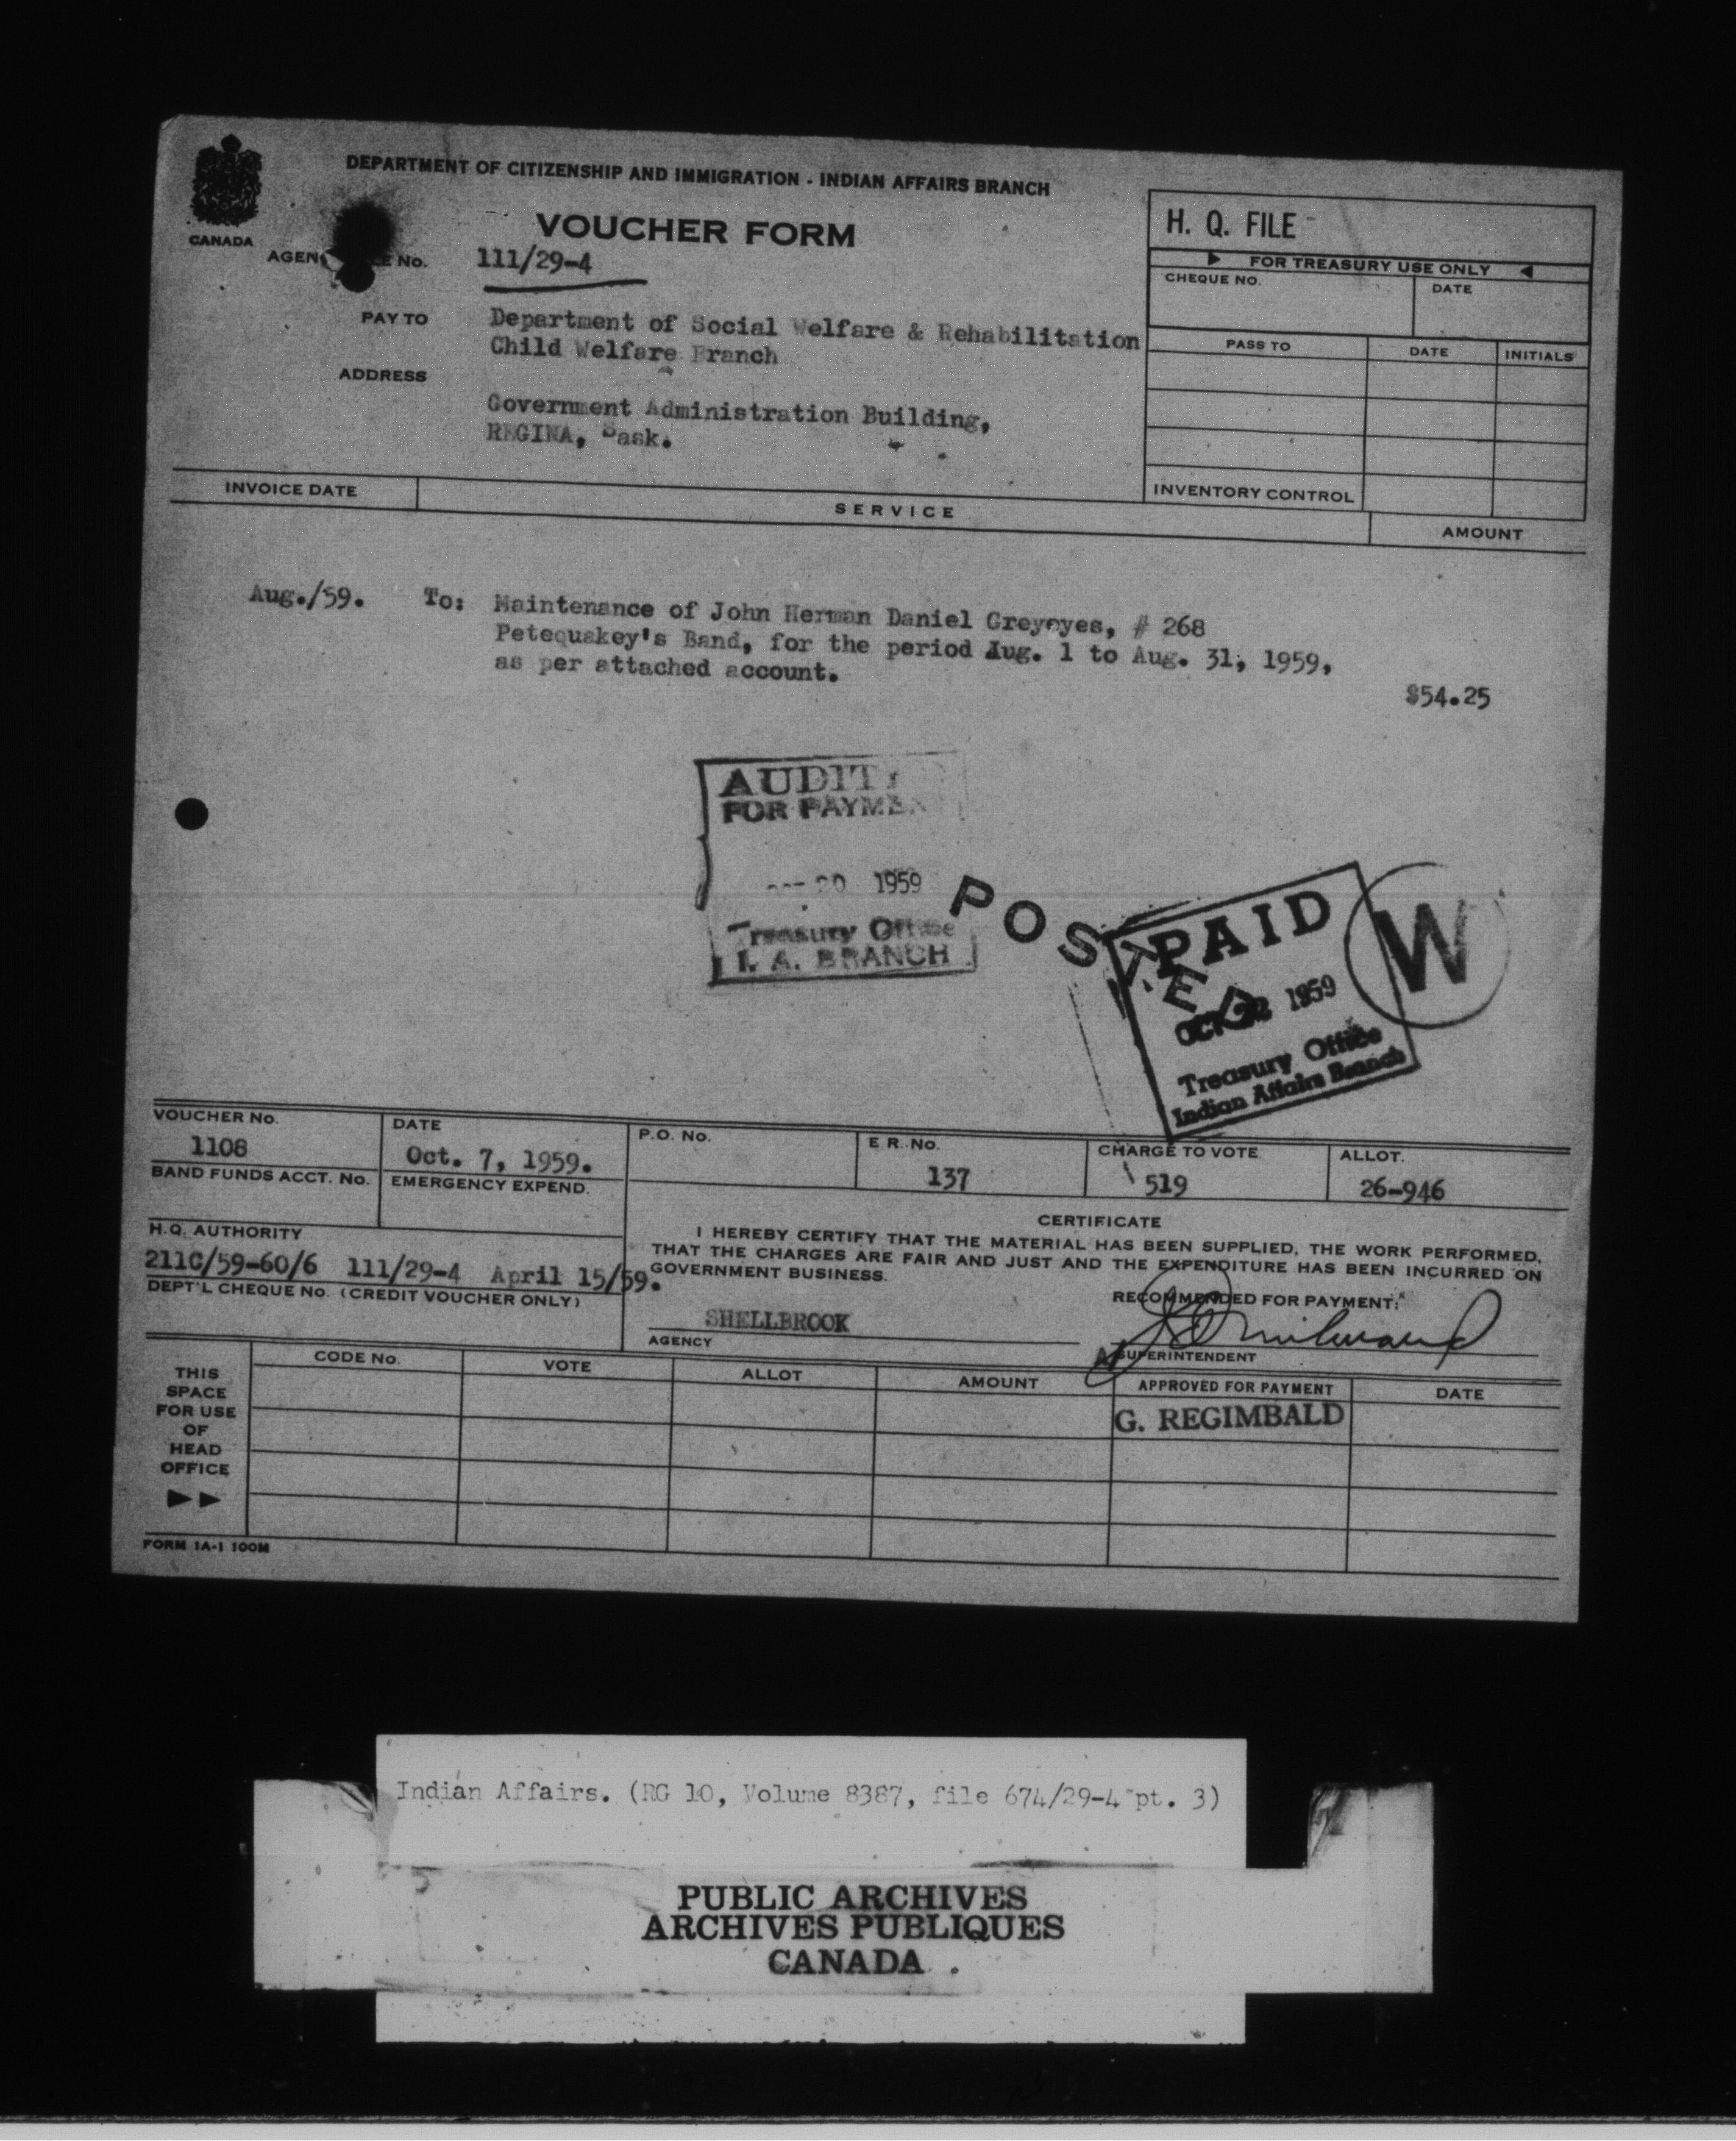 DEPARTMENT OF CITIZENSHIP AND IMMIGRATION - INDIAN AFFAIRS BRANCH
CANADA
VOUCHER FORM
No. 111/29-4
H. Q. FILE
FOR TREASURY USE ONLY
CHEQUE NO. DATE
PASS TO DATE INITIALS
INVENTORY CONTROL
PAY TO Department of Social Welfare & Rehabilitation
Child Welfare Branch
ADDRESS
Government Administration Building,
REGINA, Sask.
INVOICE DATE SERVICE AMOUNT
Aug./59. To: Maintenance of John Herman Daniel Greyeyes, # 268
Petequakey's Band, for the period Aug. 1 to Aug. 31, 1959,
as per attached account.
$54.25
AUDIT
FOR PAYMEN
20 1959
Treasury Office
I. A. BRANCH
POSTED
PAID
OCT 22 1959
Treasury Office
Indian Affairs Branch
W
VOUCHER No. DATE P.O. No. E R. No. CHARGE TO VOTE ALLOT.
1108 Oct. 7, 1959. 137 519 26-946
BAND FUNDS ACCT. No. EMERGENCY EXPEND.
H.Q. AUTHORITY
211C/59-60/6 111/29-4 April 15/59.
DEPT'L CHEQUE No. (CREDIT VOUCHER ONLY)
CERTIFICATE
I HEREBY CERTIFY THAT THE MATERIAL HAS BEEN SUPPLIED, THE WORK PERFORMED,
THAT THE CHARGES ARE FAIR AND JUST AND THE EXPENDITURE HAS BEEN INCURRED ON
GOVERNMENT BUSINESS.
RECOMMENDED FOR PAYMENT:
SHELLBROOK
AGENCY
SUPERINTENDENT
THIS
SPACE
FOR USE
OF
HEAD
OFFICE
CODE No. VOTE ALLOT AMOUNT APPROVED FOR PAYMENT DATE
G. REGIMBALD
FORM 1A-1 100M
Indian Affairs. (RG 10, Volume 8387, file 674/29-4 pt. 3)
PUBLIC ARCHIVES
ARCHIVES PUBLIQUES
CANADA